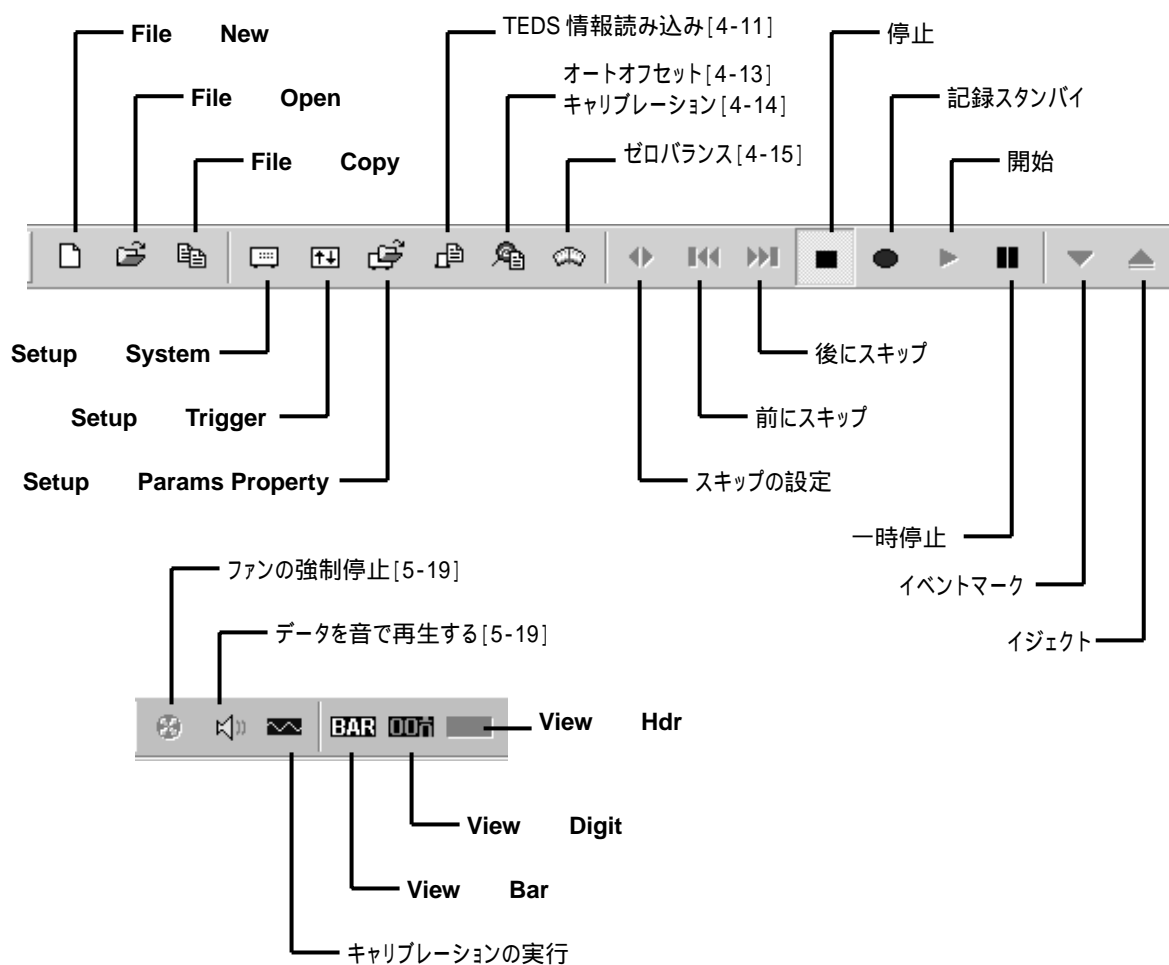 File New
TEDS 情報読み込み[4-11]
停止
オートオフセット[4-13]
キャリブレーション[4-14]
File Open
記録スタンバイ
File Copy
ゼロバランス[4-15]
開始
Setup System
後にスキップ
Setup Trigger
前にスキップ
Setup Params Property
スキップの設定
一時停止
ファンの強制停止[5-19]
イベントマーク
データを音で再生する[5-19]
イジェクト
BAR
View Hdr
View Digit
View Bar
キャリブレーションの実行